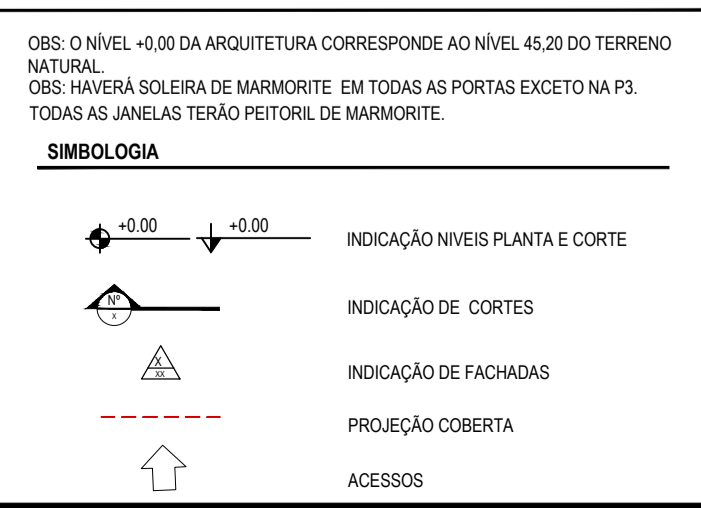 OBS: O NÍVEL +0,00 DA ARQUITETURA CORRESPONDE AO NÍVEL 45,20 DO TERRENO
NATURAL.
OBS: HAVERÁ SOLEIRA DE MARMORITE EM TODAS AS PORTAS EXCETO NA P3.
TODAS AS JANELAS TERÃO PEITORIL DE MARMORITE.
SIMBOLOGIA
+0.00 +0.00 INDICAÇÃO NIVEIS PLANTA E CORTE
Nº
x
INDICAÇÃO DE CORTES
X
XX
INDICAÇÃO DE FACHADAS
PROJEÇÃO COBERTA
ACESSOS